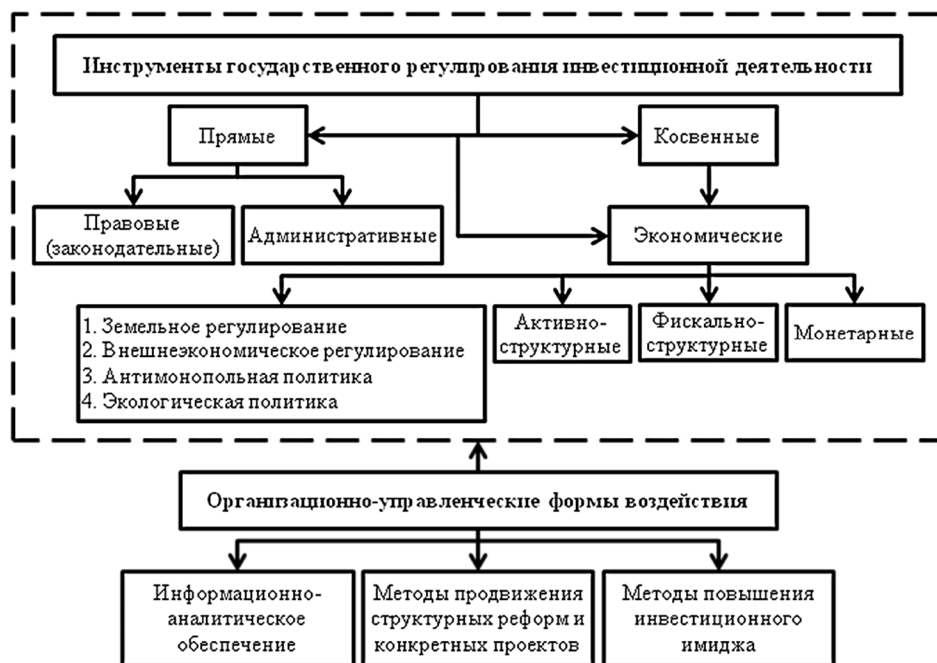 Инструменты государственного регулирования инвестиционной деятельности
Прямые
Косвенные
Правовые
(законодательные)
Административные
Экономические
1. Земельное регулирование
2. Внешнеэкономическое регулирование
3. Антимонопольная политика
4. Экологическая политика
Активно-
структурные
Фискально-
структурные
Монетарные
Организационно-управленческие формы воздействия
Информационно-
аналитическое
обеспечение
Методы продвижения
структурных реформ и
конкретных проектов
Методы повышения
инвестиционного
имиджа